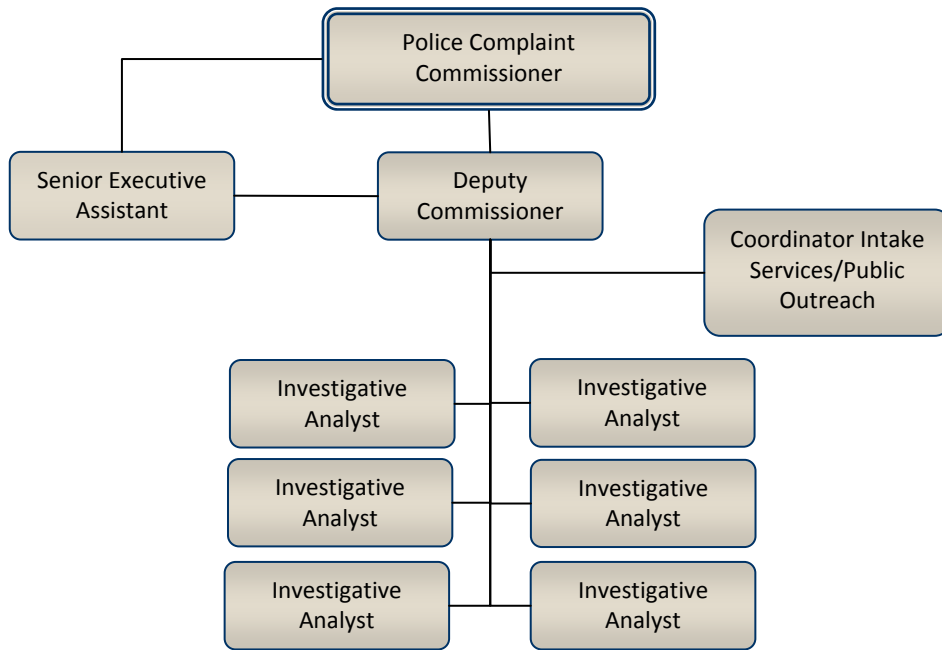 Police Complaint
Commissioner
Senior Executive
Assistant
Deputy
Commissioner
Coordinator Intake
Services/Public
Outreach
Investigative
Analyst
Investigative
Analyst
Investigative
Analyst
Investigative
Analyst
Investigative
Analyst
Investigative
Analyst